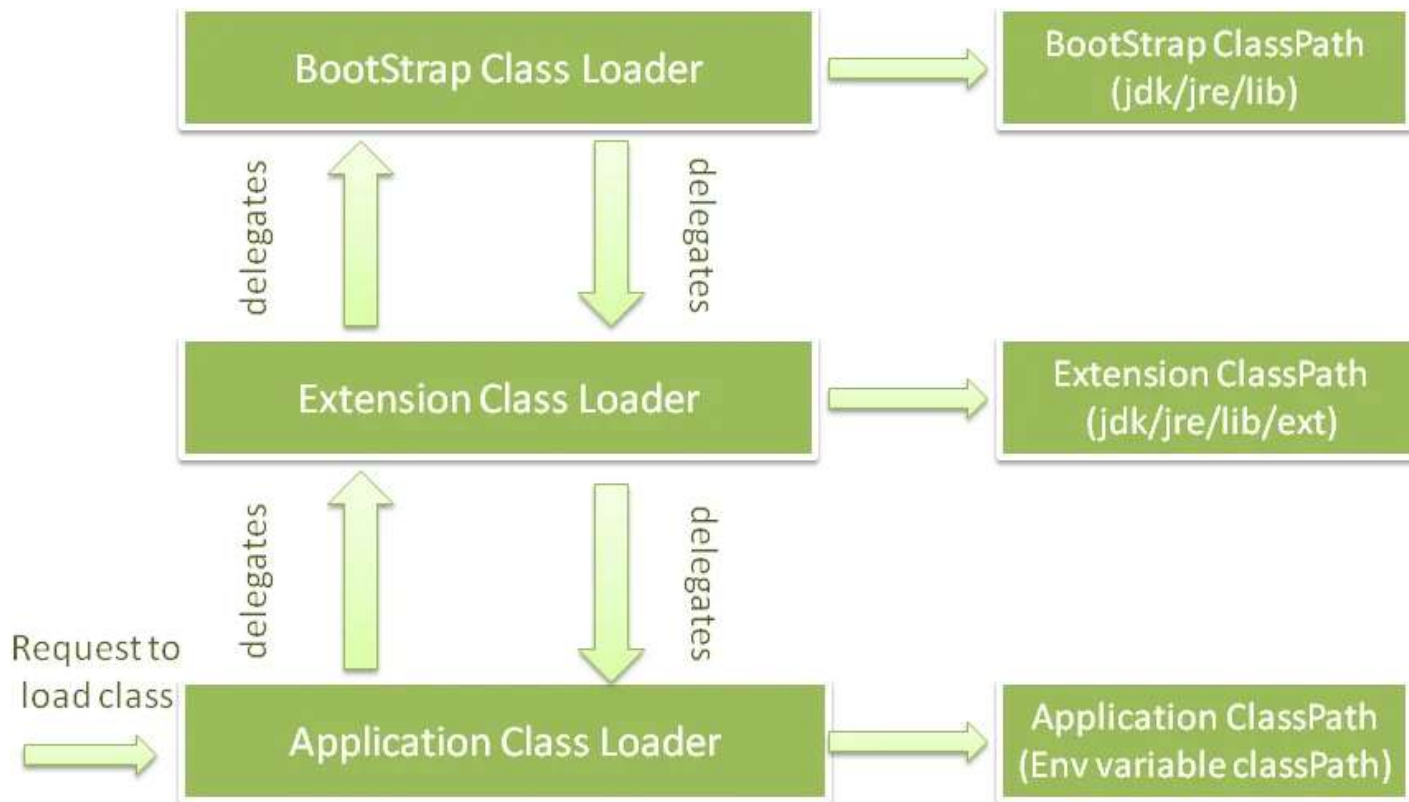 BootStrap Class Loader
BootStrap ClassPath
(jdk/jre/lib)
delegates
delegates
Extension Class Loader
Extension ClassPath
(jdk/jre/lib/ext)
delegates
delegates
Request to
load class
Application Class Loader
Application ClassPath
(Env variable classPath)